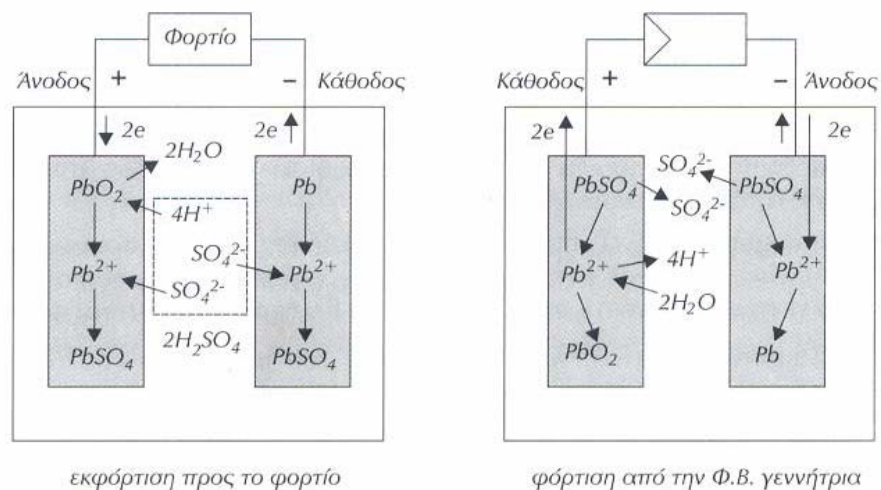 Φορτίο
Άνοδος + − Κάθοδος
2e 2e
2H₂O
PbO₂ Pb
4H⁺
SO₄²⁻
Pb²⁺ Pb²⁺
SO₄²⁻
PbSO₄ PbSO₄
2H₂SO₄
εκφόρτιση προς το φορτίο
Κάθοδος + − Άνοδος
2e 2e
SO₄²⁻
PbSO₄ PbSO₄
SO₄²⁻
Pb²⁺ 4H⁺ Pb²⁺
2H₂O
PbO₂ Pb
φόρτιση από την Φ.Β. γεννήτρια